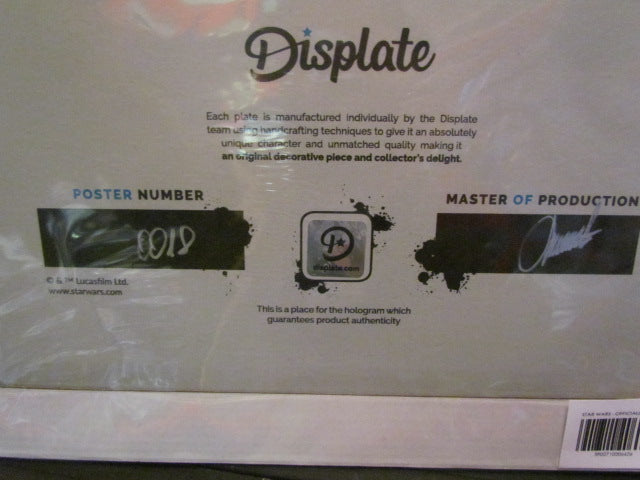 Displate
Each plate is manufactured individually by the Displate
team using handcrafting techniques to give it an absolutely
unique character and unmatched quality making it
an original decorative piece and collector's delight.
POSTER NUMBER
MASTER OF PRODUCTION
0018
D
displate.com
© & ™ Lucasfilm Ltd.
www.starwars.com
This is a place for the hologram which
guarantees product authenticity
STAR WARS - OFFICIAL